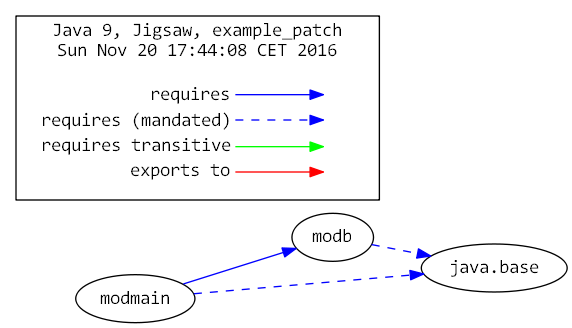 Java 9, Jigsaw, example_patch
Sun Nov 20 17:44:08 CET 2016
requires
requires (mandated)
requires transitive
exports to
modb
java.base
modmain